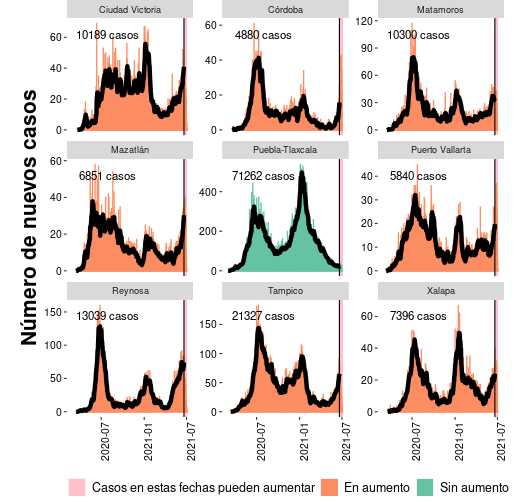 Número de nuevos casos
Ciudad Victoria
10189 casos
60
40
20
0
Córdoba
4880 casos
60
40
20
0
Matamoros
10300 casos
120
90
60
30
0
Mazatlán
6851 casos
60
40
20
0
Puebla-Tlaxcala
71262 casos
400
200
0
Puerto Vallarta
5840 casos
40
30
20
10
0
Reynosa
13039 casos
150
100
50
0
Tampico
21327 casos
150
100
50
0
Xalapa
7396 casos
60
40
20
0
2020-07
2021-01
2021-07
2020-07
2021-01
2021-07
2020-07
2021-01
2021-07
Casos en estas fechas pueden aumentar
En aumento
Sin aumento